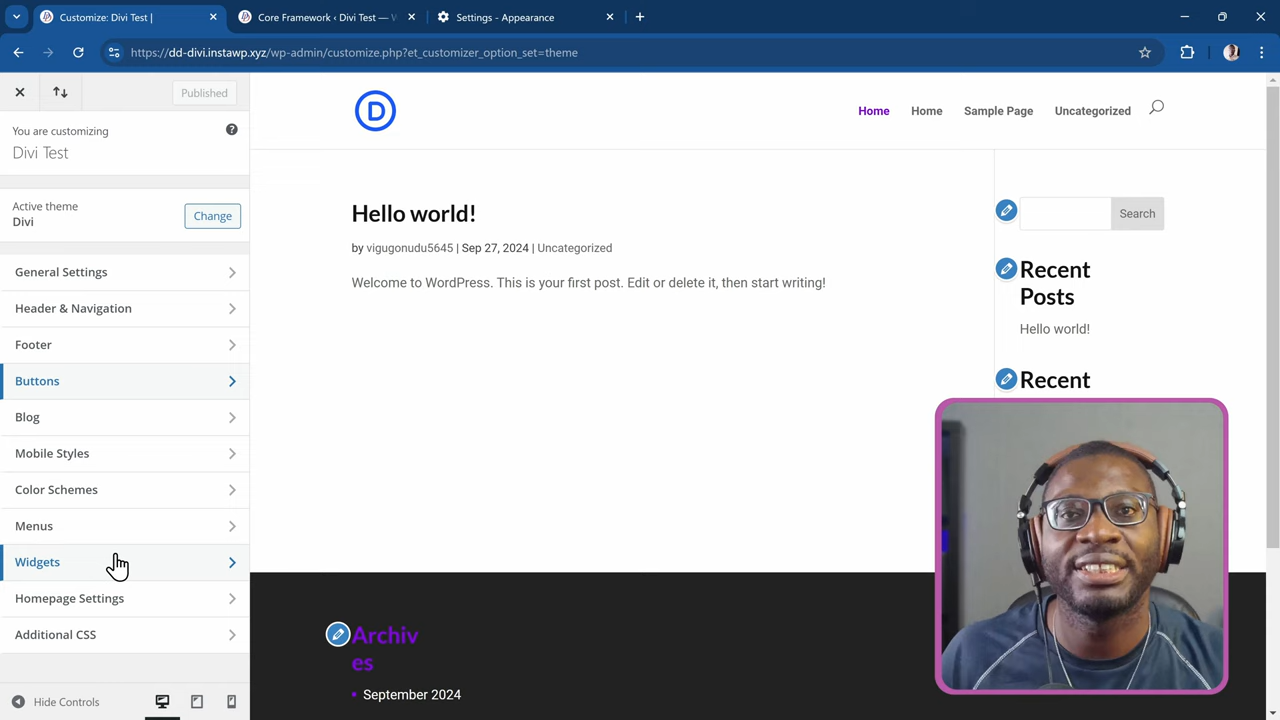 Customize: Divi Test |
Core Framework ‹ Divi Test —
Settings - Appearance
https://dd-divi.instawp.xyz/wp-admin/customize.php?et_customizer_option_set=theme
Published
You are customizing
Divi Test
Active theme
Divi
Change
General Settings
Header & Navigation
Footer
Buttons
Blog
Mobile Styles
Color Schemes
Menus
Widgets
Homepage Settings
Additional CSS
Hide Controls
D
Home
Home
Sample Page
Uncategorized
Hello world!
by vigugonudu5645 | Sep 27, 2024 | Uncategorized
Welcome to WordPress. This is your first post. Edit or delete it, then start writing!
Search
Recent
Posts
Hello world!
Recent
Archiv
es
September 2024